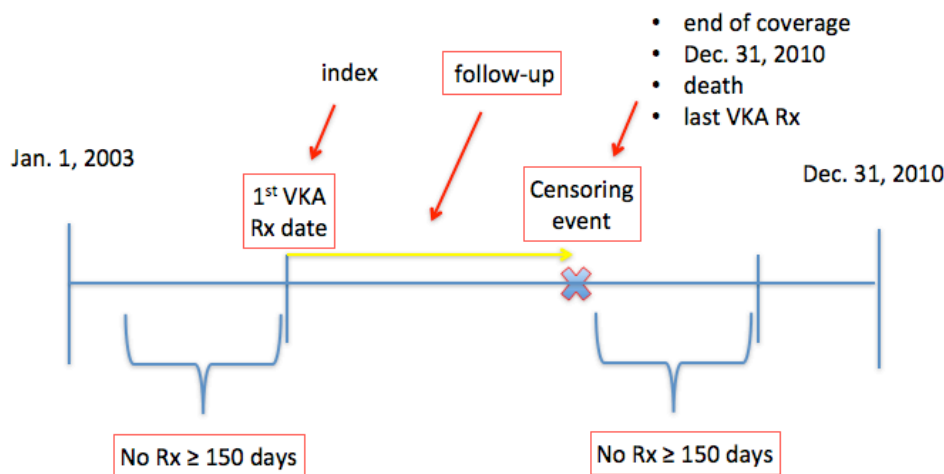 • end of coverage
• Dec. 31, 2010
• death
• last VKA Rx
index
follow-up
Jan. 1, 2003
Dec. 31, 2010
1st VKA
Rx date
Censoring
event
No Rx ≥ 150 days
No Rx ≥ 150 days